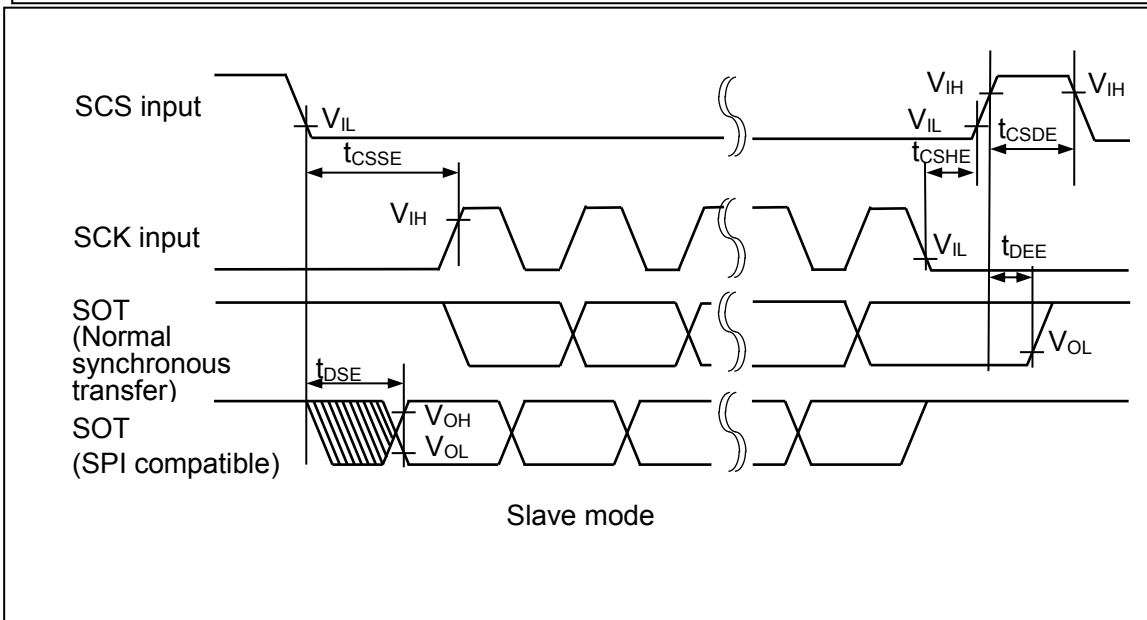 SCS input
VIL
VIH
VIH
VIL
tCSDE
tCSSE
tCSHE
SCK input
VIH
VIL
tDEE
SOT
(Normal
synchronous
transfer)
VOL
tDSE
SOT
(SPI compatible)
VOH
VOL
Slave mode